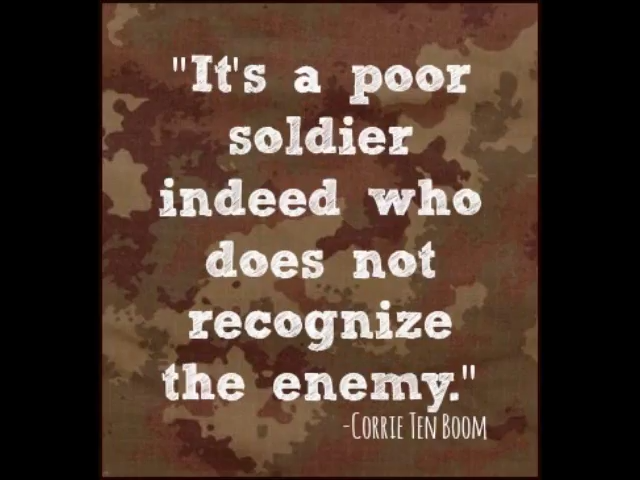 "It's a poor
soldier
indeed who
does not
recognize
the enemy."
-Corrie Ten Boom